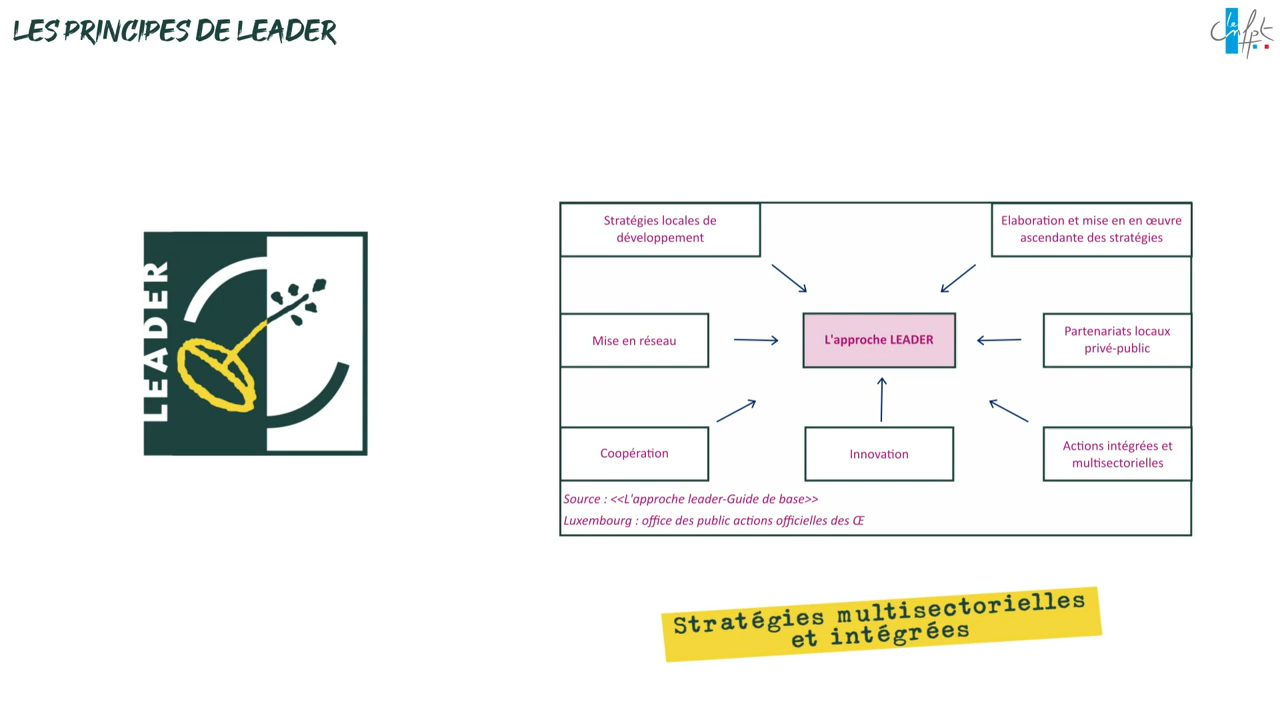 LES PRINCIPES DE LEADER
le cnfpt
LEADER
Stratégies locales de
développement
Elaboration et mise en en œuvre
ascendante des stratégies
Mise en réseau
L'approche LEADER
Partenariats locaux
privé-public
Coopération
Innovation
Actions intégrées et
multisectorielles
Source : <<L'approche leader-Guide de base>>
Luxembourg : office des public actions officielles des Œ
Stratégies multisectorielles
et intégrées